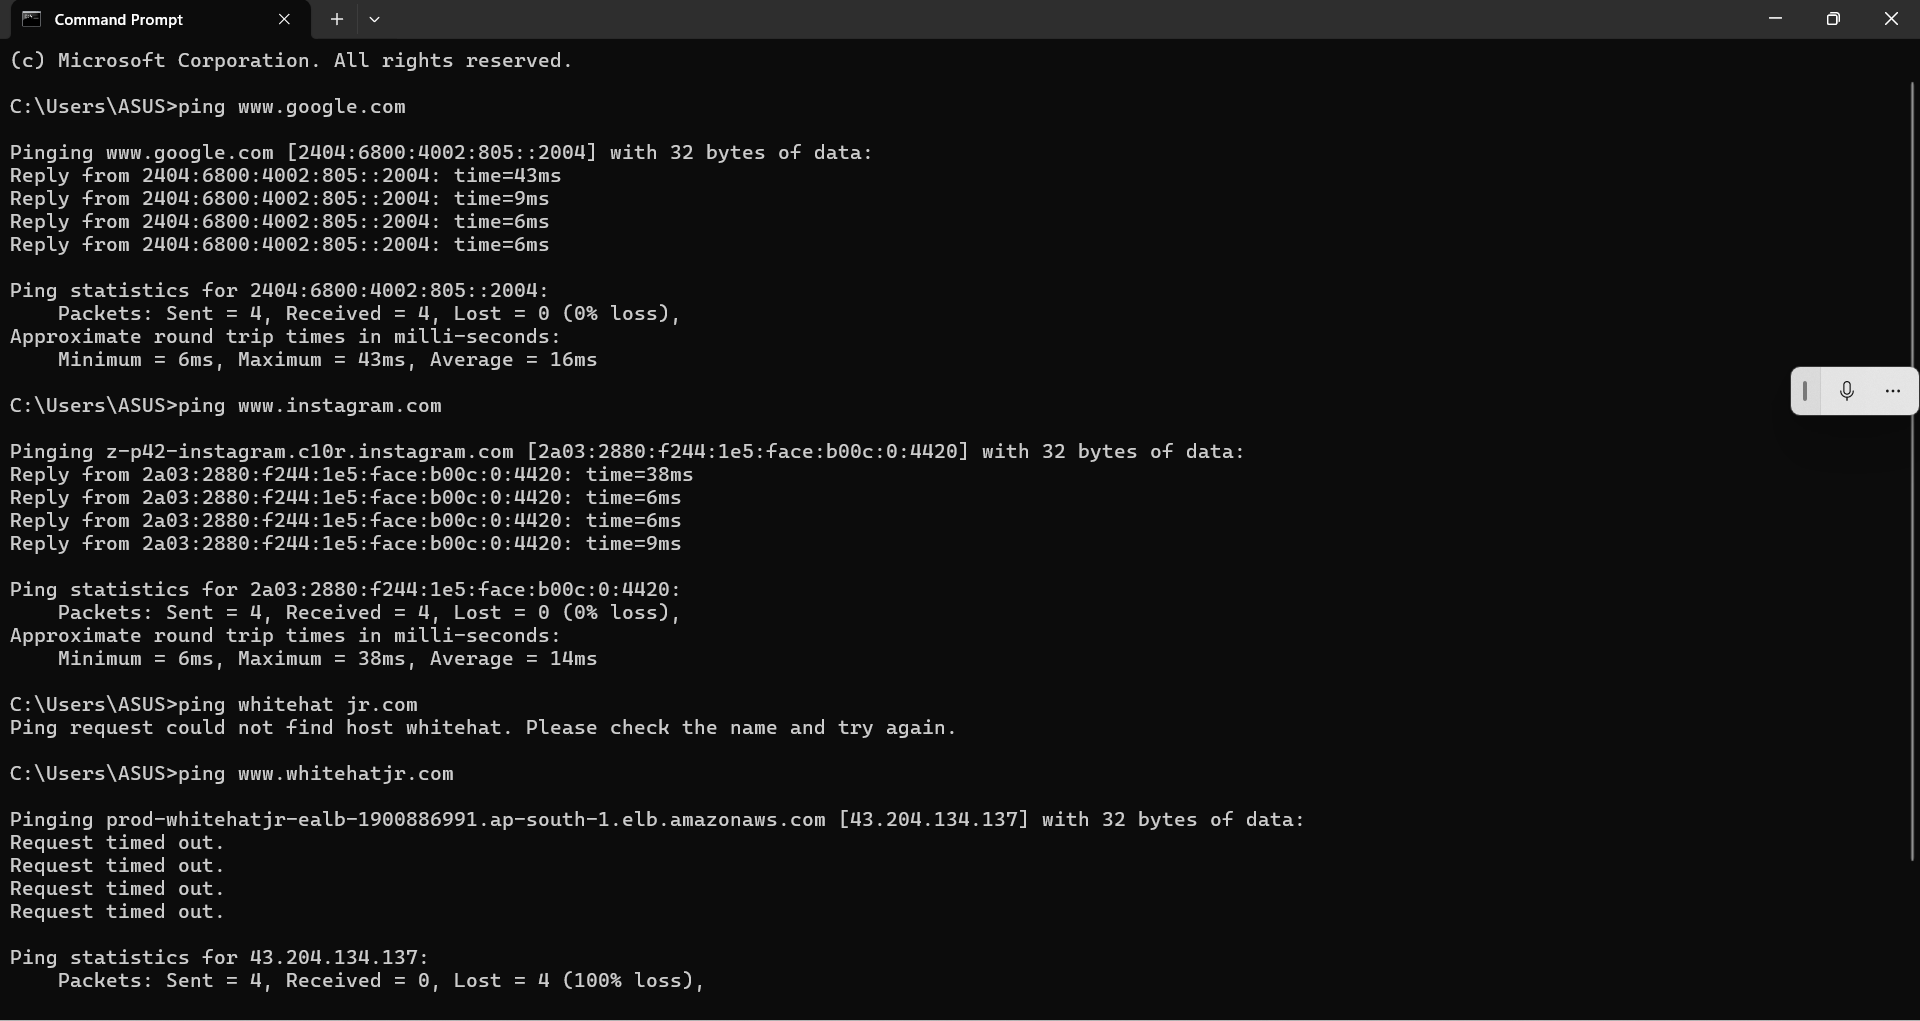 Command Prompt
(c) Microsoft Corporation. All rights reserved.
C:\Users\ASUS>ping www.google.com
Pinging www.google.com [2404:6800:4002:805::2004] with 32 bytes of data:
Reply from 2404:6800:4002:805::2004: time=43ms
Reply from 2404:6800:4002:805::2004: time=9ms
Reply from 2404:6800:4002:805::2004: time=6ms
Reply from 2404:6800:4002:805::2004: time=6ms
Ping statistics for 2404:6800:4002:805::2004:
    Packets: Sent = 4, Received = 4, Lost = 0 (0% loss),
Approximate round trip times in milli-seconds:
    Minimum = 6ms, Maximum = 43ms, Average = 16ms
C:\Users\ASUS>ping www.instagram.com
Pinging z-p42-instagram.c10r.instagram.com [2a03:2880:f244:1e5:face:b00c:0:4420] with 32 bytes of data:
Reply from 2a03:2880:f244:1e5:face:b00c:0:4420: time=38ms
Reply from 2a03:2880:f244:1e5:face:b00c:0:4420: time=6ms
Reply from 2a03:2880:f244:1e5:face:b00c:0:4420: time=6ms
Reply from 2a03:2880:f244:1e5:face:b00c:0:4420: time=9ms
Ping statistics for 2a03:2880:f244:1e5:face:b00c:0:4420:
    Packets: Sent = 4, Received = 4, Lost = 0 (0% loss),
Approximate round trip times in milli-seconds:
    Minimum = 6ms, Maximum = 38ms, Average = 14ms
C:\Users\ASUS>ping whitehat jr.com
Ping request could not find host whitehat. Please check the name and try again.
C:\Users\ASUS>ping www.whitehatjr.com
Pinging prod-whitehatjr-ealb-1900886991.ap-south-1.elb.amazonaws.com [43.204.134.137] with 32 bytes of data:
Request timed out.
Request timed out.
Request timed out.
Request timed out.
Ping statistics for 43.204.134.137:
    Packets: Sent = 4, Received = 0, Lost = 4 (100% loss),